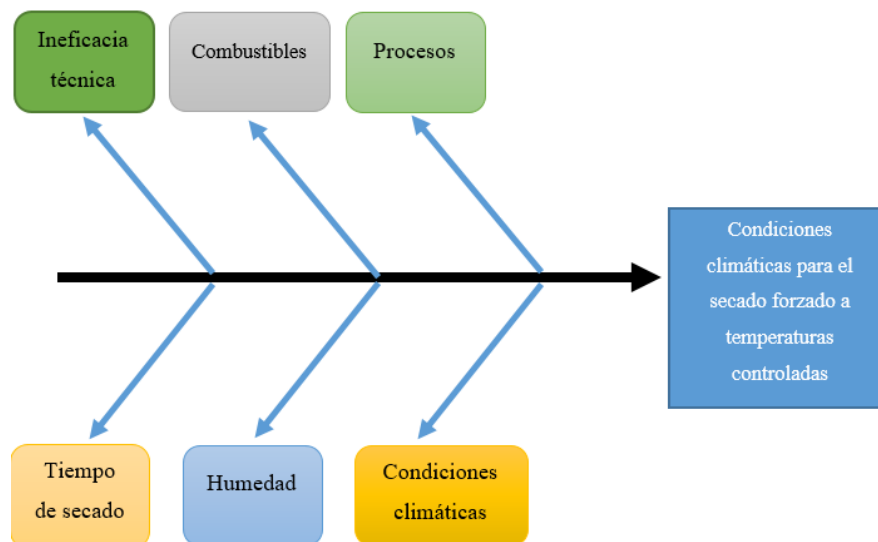 Ineficacia
técnica
Combustibles
Procesos
Condiciones
climáticas para el
secado forzado a
temperaturas
controladas
Tiempo
de secado
Humedad
Condiciones
climáticas